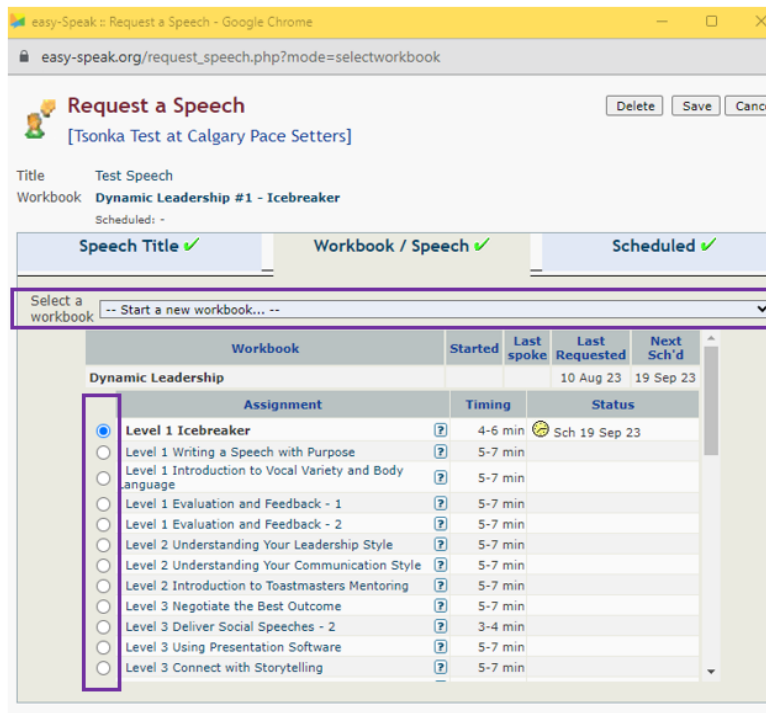 easy-Speak :: Request a Speech - Google Chrome
easy-speak.org/request_speech.php?mode=selectworkbook
Request a Speech
Delete Save Canc
[Tsonka Test at Calgary Pace Setters]
Title Test Speech
Workbook Dynamic Leadership #1 - Icebreaker
Scheduled: -
Speech Title Workbook / Speech Scheduled
Select a workbook -- Start a new workbook... --
Workbook Started Last spoke Last Requested Next Sch'd
Dynamic Leadership 10 Aug 23 19 Sep 23
Assignment Timing Status
Level 1 Icebreaker ? 4-6 min Sch 19 Sep 23
Level 1 Writing a Speech with Purpose ? 5-7 min
Level 1 Introduction to Vocal Variety and Body
Language ? 5-7 min
Level 1 Evaluation and Feedback - 1 ? 5-7 min
Level 1 Evaluation and Feedback - 2 ? 5-7 min
Level 2 Understanding Your Leadership Style ? 5-7 min
Level 2 Understanding Your Communication Style ? 5-7 min
Level 2 Introduction to Toastmasters Mentoring ? 5-7 min
Level 3 Negotiate the Best Outcome ? 5-7 min
Level 3 Deliver Social Speeches - 2 ? 3-4 min
Level 3 Using Presentation Software ? 5-7 min
Level 3 Connect with Storytelling ? 5-7 min